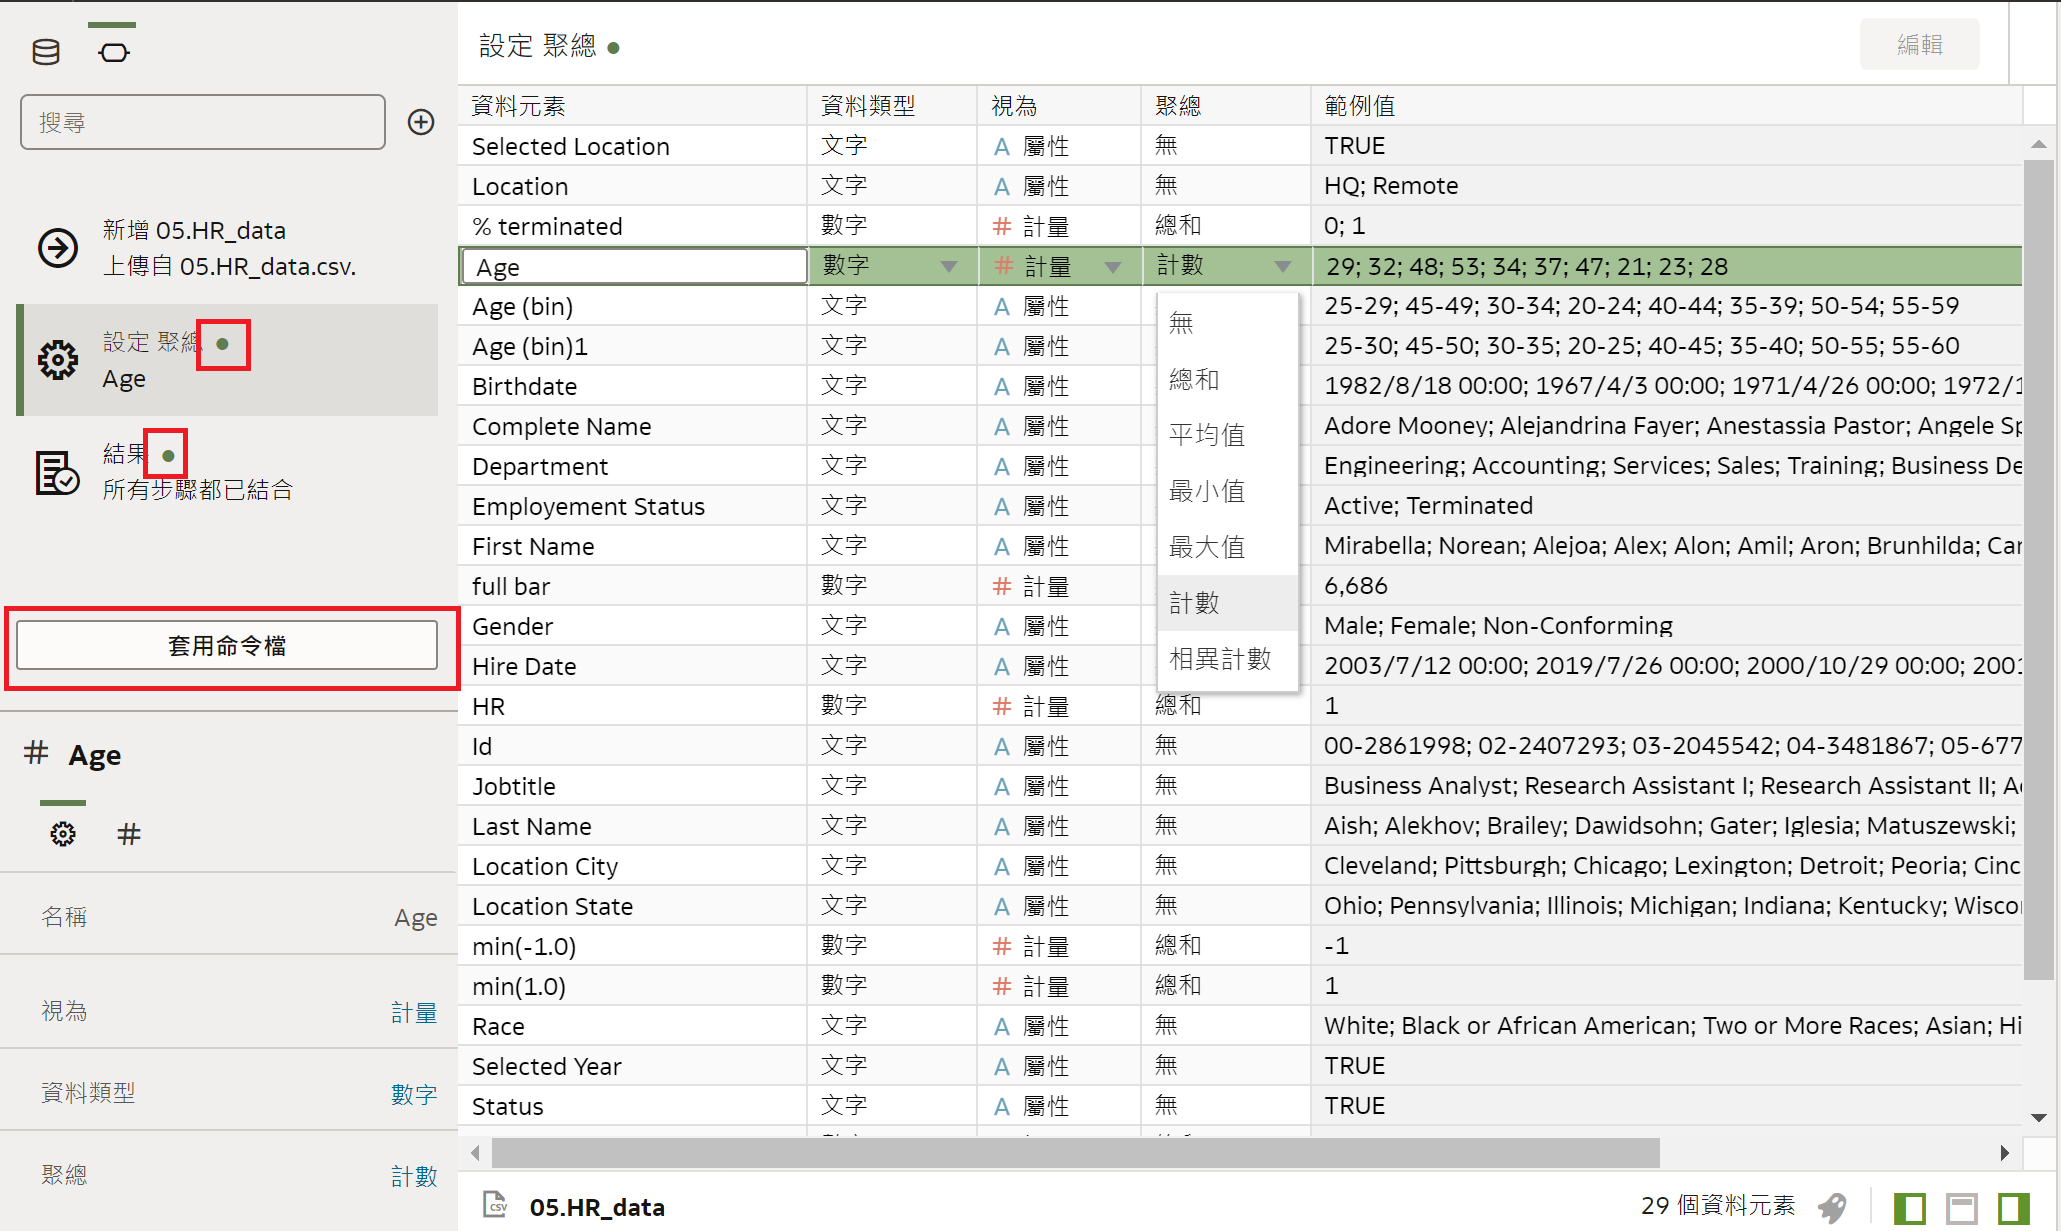 設定 聚總
編輯
搜尋
新增 05.HR_data
上傳自 05.HR_data.csv.
設定 聚總
Age
結果
所有步驟都已結合
套用命令檔
# Age
#
名稱 Age
視為 計量
資料類型 數字
聚總 計數
資料元素 資料類型 視為 聚總 範例值
Selected Location 文字 A 屬性 無 TRUE
Location 文字 A 屬性 無 HQ; Remote
% terminated 數字 # 計量 總和 0; 1
Age 數字 # 計量 計數 29; 32; 48; 53; 34; 37; 47; 21; 23; 28
Age (bin) 文字 A 屬性 25-29; 45-49; 30-34; 20-24; 40-44; 35-39; 50-54; 55-59
Age (bin)1 文字 A 屬性 25-30; 45-50; 30-35; 20-25; 40-45; 35-40; 50-55; 55-60
Birthdate 文字 A 屬性 1982/8/18 00:00; 1967/4/3 00:00; 1971/4/26 00:00; 1972/1
Complete Name 文字 A 屬性 Adore Mooney; Alejandrina Fayer; Anestassia Pastor; Angele Sp
Department 文字 A 屬性 Engineering; Accounting; Services; Sales; Training; Business De
Employement Status 文字 A 屬性 Active; Terminated
First Name 文字 A 屬性 Mirabella; Norean; Alejoa; Alex; Alon; Amil; Aron; Brunhilda; Car
full bar 數字 # 計量 6,686
Gender 文字 A 屬性 Male; Female; Non-Conforming
Hire Date 文字 A 屬性 2003/7/12 00:00; 2019/7/26 00:00; 2000/10/29 00:00; 2001
HR 數字 # 計量 總和 1
Id 文字 A 屬性 無 00-2861998; 02-2407293; 03-2045542; 04-3481867; 05-677
Jobtitle 文字 A 屬性 無 Business Analyst; Research Assistant I; Research Assistant II; Ac
Last Name 文字 A 屬性 無 Aish; Alekhov; Brailey; Dawidsohn; Gater; Iglesia; Matuszewski;
Location City 文字 A 屬性 無 Cleveland; Pittsburgh; Chicago; Lexington; Detroit; Peoria; Cinc
Location State 文字 A 屬性 無 Ohio; Pennsylvania; Illinois; Michigan; Indiana; Kentucky; Wisco
min(-1.0) 數字 # 計量 總和 -1
min(1.0) 數字 # 計量 總和 1
Race 文字 A 屬性 無 White; Black or African American; Two or More Races; Asian; Hi
Selected Year 文字 A 屬性 無 TRUE
Status 文字 A 屬性 無 TRUE
無
總和
平均值
最小值
最大值
計數
相異計數
CSV 05.HR_data
29 個資料元素